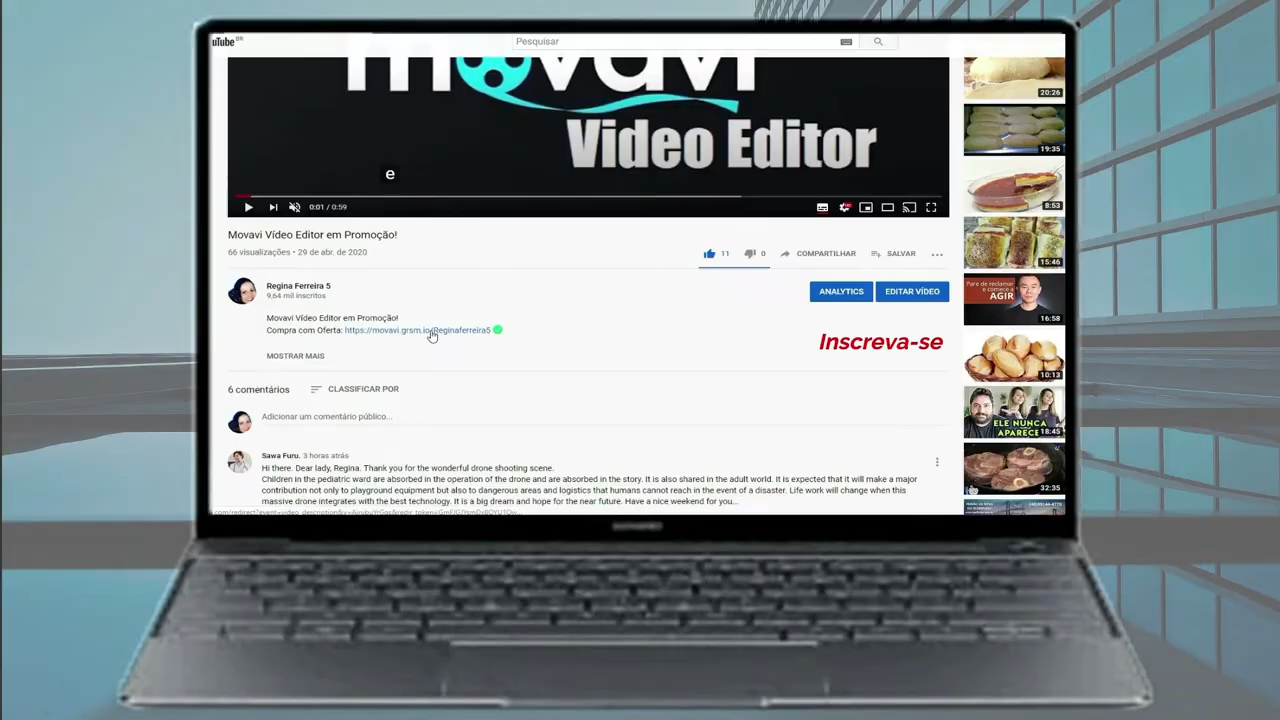 uTube BR
Pesquisar
movavi
Video Editor
e
0:01 / 0:59
Movavi Vídeo Editor em Promoção!
66 visualizações • 29 de abr. de 2020
11
0
COMPARTILHAR
SALVAR
Regina Ferreira 5
9,64 mil inscritos
ANALYTICS
EDITAR VÍDEO
Movavi Vídeo Editor em Promoção!
Compra com Oferta: https://movavi.grsm.io/Reginaferreira5
Inscreva-se
MOSTRAR MAIS
6 comentários
CLASSIFICAR POR
Adicionar um comentário público...
Sawa Furu. 3 horas atrás
Hi there. Dear lady, Regina. Thank you for the wonderful drone shooting scene.
Children in the pediatric ward are absorbed in the operation of the drone and are absorbed in the story. It is also shared in the adult world. It is expected that it will make a major
contribution not only to playground equipment but also to dangerous areas and logistics that humans cannot reach in the event of a disaster. Life work will change when this
massive drone integrates with the best technology. It is a big dream and hope for the near future. Have a nice weekend for you...
20:26
19:35
8:53
15:46
Pare de reclamar
e comece a
AGIR
16:58
10:13
ELE NUNCA
APARECE
18:45
32:35